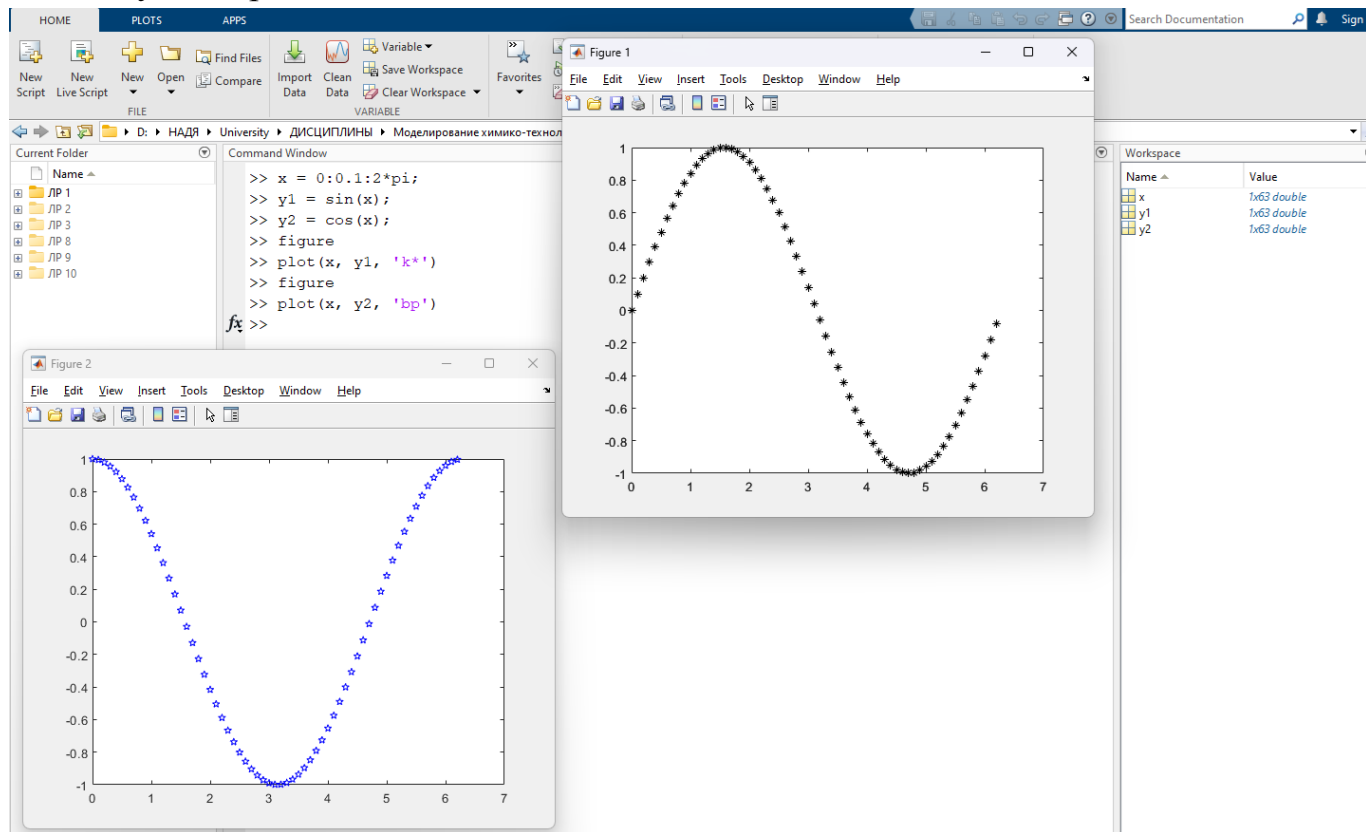 HOME PLOTS APPS
Search Documentation
Sign
New Script
New Live Script
New
Open
Find Files
Compare
FILE
Import Data
Clean Data
Variable
Save Workspace
Clear Workspace
VARIABLE
Favorites
D: НАДЯ University ДИСЦИПЛИНЫ
Current Folder
Name
ЛР 1
ЛР 2
ЛР 3
ЛР 8
ЛР 9
ЛР 10
Command Window
>> x = 0:0.1:2*pi;
>> y1 = sin(x);
>> y2 = cos(x);
>> figure
>> plot(x, y1, 'k*')
>> figure
>> plot(x, y2, 'bp')
fx >>
Figure 1
File Edit View Insert Tools Desktop Window Help
1
0.8
0.6
0.4
0.2
0
-0.2
-0.4
-0.6
-0.8
-1
0 1 2 3 4 5 6 7
Workspace
Name Value
x 1x63 double
y1 1x63 double
y2 1x63 double
Figure 2
File Edit View Insert Tools Desktop Window Help
1
0.8
0.6
0.4
0.2
0
-0.2
-0.4
-0.6
-0.8
-1
0 1 2 3 4 5 6 7